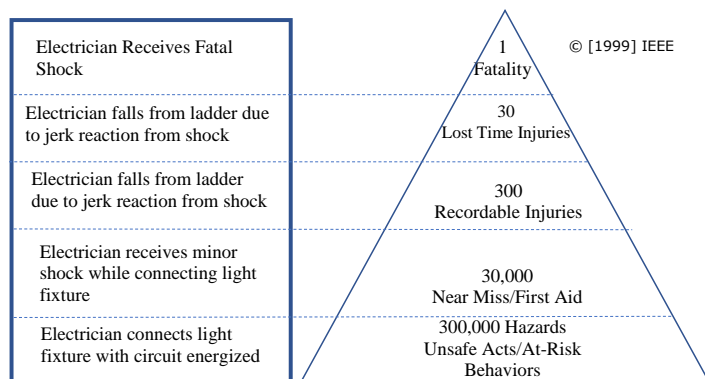 Electrician Receives Fatal
Shock
1
Fatality
© [1999] IEEE
Electrician falls from ladder due
to jerk reaction from shock
30
Lost Time Injuries
Electrician falls from ladder
due to jerk reaction from shock
300
Recordable Injuries
Electrician receives minor
shock while connecting light
fixture
30,000
Near Miss/First Aid
Electrician connects light
fixture with circuit energized
300,000 Hazards
Unsafe Acts/At-Risk
Behaviors